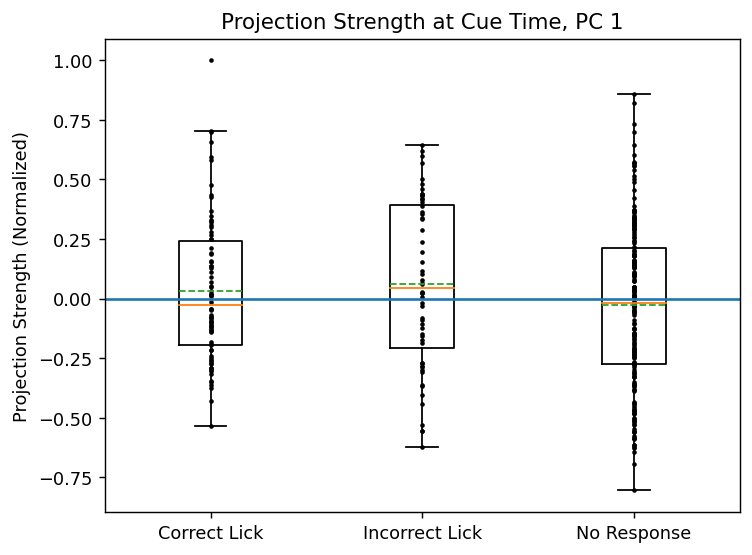 Projection Strength at Cue Time, PC 1
Projection Strength (Normalized)
1.00
0.75
0.50
0.25
0.00
−0.25
−0.50
−0.75
Correct Lick
Incorrect Lick
No Response